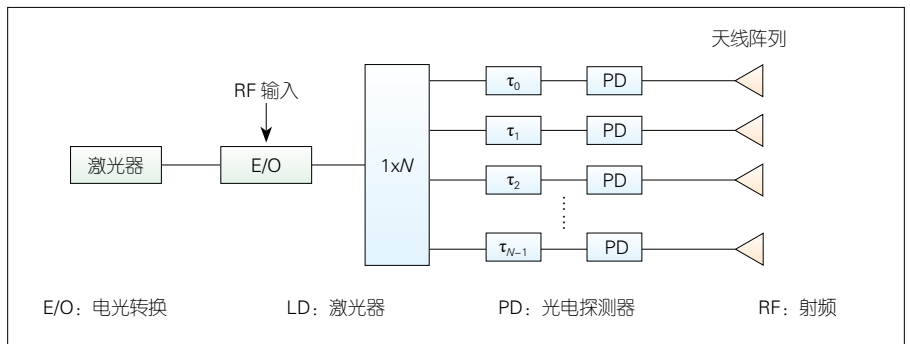 天线阵列
RF 输入
τ0 PD
τ1 PD
激光器 E/O 1xN
τ2 PD
τN−1 PD
E/O：电光转换 LD：激光器 PD：光电探测器 RF：射频